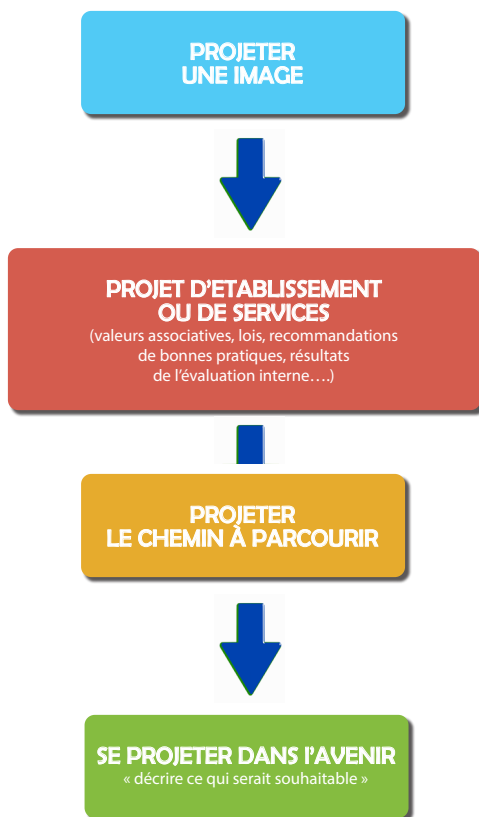 PROJETER
UNE IMAGE
PROJET D'ETABLISSEMENT
OU DE SERVICES
(valeurs associatives, lois, recommandations
de bonnes pratiques, résultats
de l'évaluation interne….)
PROJETER
LE CHEMIN À PARCOURIR
SE PROJETER DANS l'AVENIR
« décrire ce qui serait souhaitable »